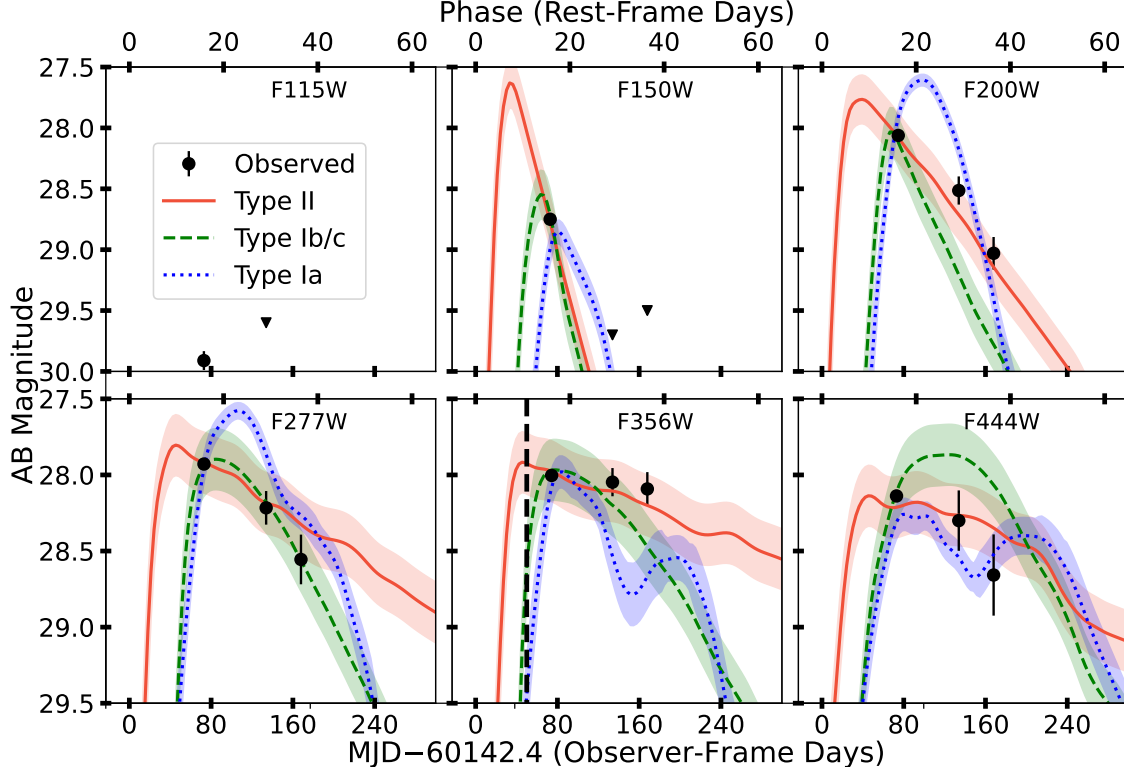 Phase (Rest-Frame Days)
0 20 40 60 0 20 40 60 0 20 40 60
27.5
28.0
28.5
29.0
29.5
30.0
F115W
F150W
F200W
Observed
Type II
Type Ib/c
Type Ia
AB Magnitude
27.5
28.0
28.5
29.0
29.5
F277W
F356W
F444W
0 80 160 240 0 80 160 240 0 80 160 240
MJD−60142.4 (Observer-Frame Days)